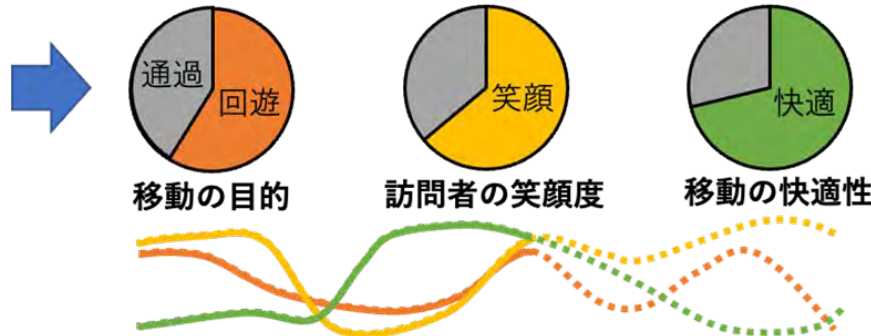 通過
回遊
笑顔
快適
移動の目的
訪問者の笑顔度
移動の快適性